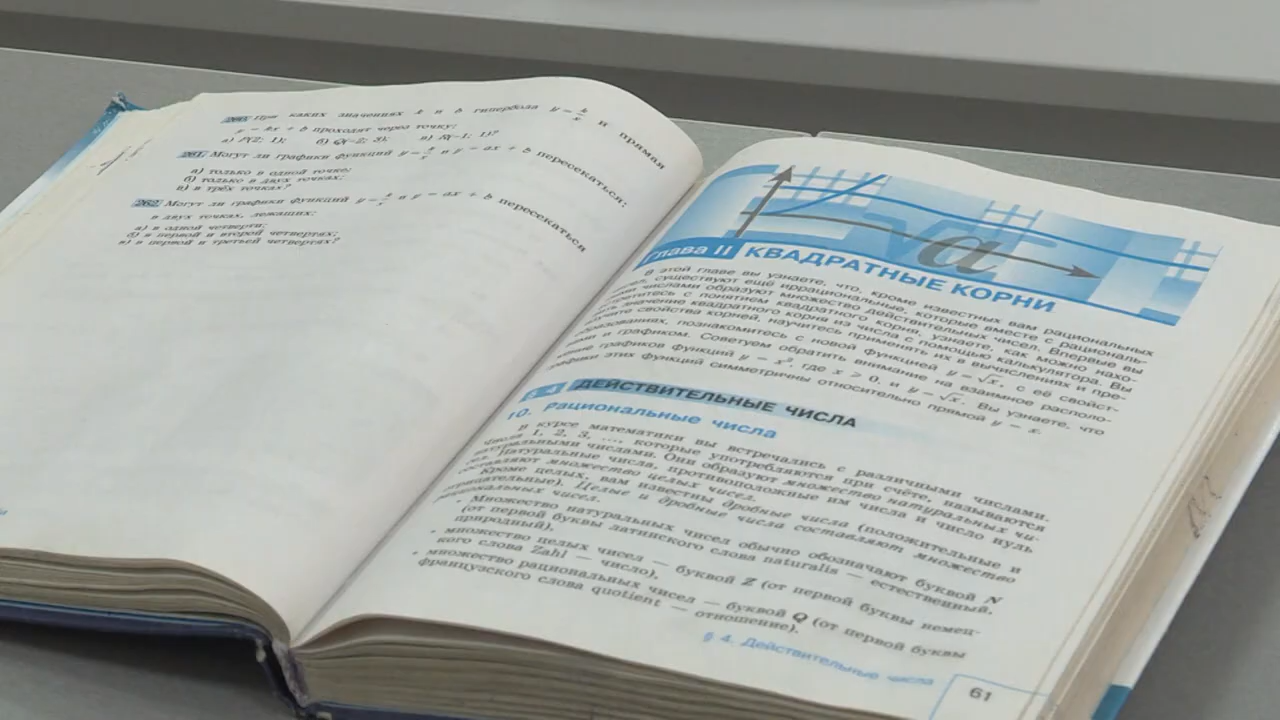 260. При каких значениях k и b гипербола y = k/x и прямая
y = kx + b проходят через точку:
а) P(2; 1); б) Q(−2; 3); в) R(−1; 1)?
261. Могут ли графики функций y = k/x и y = ax + b пересекаться:
а) только в одной точке;
б) только в двух точках;
в) в трёх точках?
262. Могут ли графики функций y = k/x и y = ax + b пересекаться
в двух точках, лежащих:
а) в одной четверти;
б) в первой и второй четвертях;
в) в первой и третьей четвертях?
√a
Глава II КВАДРАТНЫЕ КОРНИ
В этой главе вы узнаете, что, кроме известных вам рациональных
чисел, существуют ещё иррациональные, которые вместе с рациональ-
ными числами образуют множество действительных чисел. Впервые вы
встретитесь с понятием квадратного корня, узнаете, как можно нахо-
дить значение квадратного корня из числа с помощью калькулятора. Вы
изучите свойства корней, научитесь применять их в вычислениях и пре-
образованиях, познакомитесь с новой функцией y = √x, с её свойст-
вами и графиком. Советуем обратить внимание на взаимное располо-
жение графиков функций y = x², где x ⩾ 0, и y = √x. Вы узнаете, что
графики этих функций симметричны относительно прямой y = x.
§ 4 ДЕЙСТВИТЕЛЬНЫЕ ЧИСЛА
10. Рациональные числа
В курсе математики вы встречались с различными числами.
Числа 1, 2, 3, ..., которые употребляются при счёте, называются
натуральными числами. Они образуют множество натуральных чи-
сел. Натуральные числа, противоположные им числа и число нуль
составляют множество целых чисел.
Кроме целых, вам известны дробные числа (положительные и
отрицательные). Целые и дробные числа составляют множество
рациональных чисел.
Множество натуральных чисел обычно обозначают буквой N
(от первой буквы латинского слова naturalis — естественный,
природный),
• множество целых чисел — буквой Z (от первой буквы немец-
кого слова Zahl — число),
• множество рациональных чисел — буквой Q (от первой буквы
французского слова quotient — отношение).
§ 4. Действительные числа
61